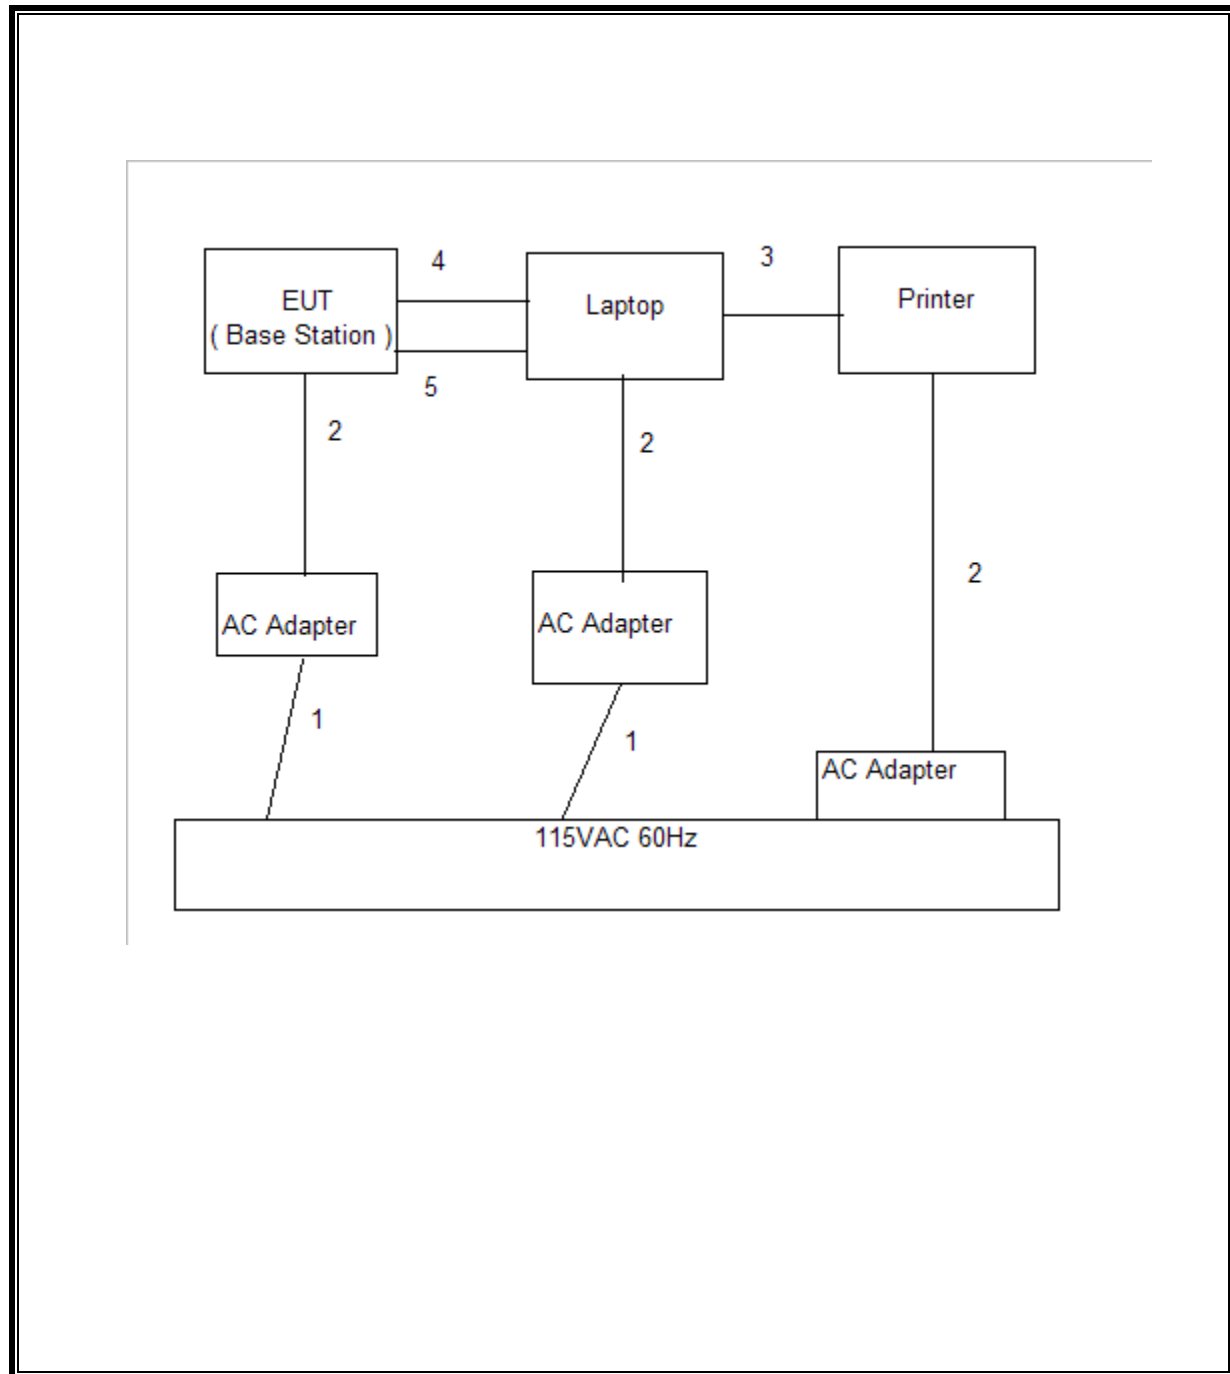 4
3
EUT
( Base Station )
Laptop
Printer
5
2
2
2
AC Adapter
AC Adapter
1
1
AC Adapter
115VAC 60Hz